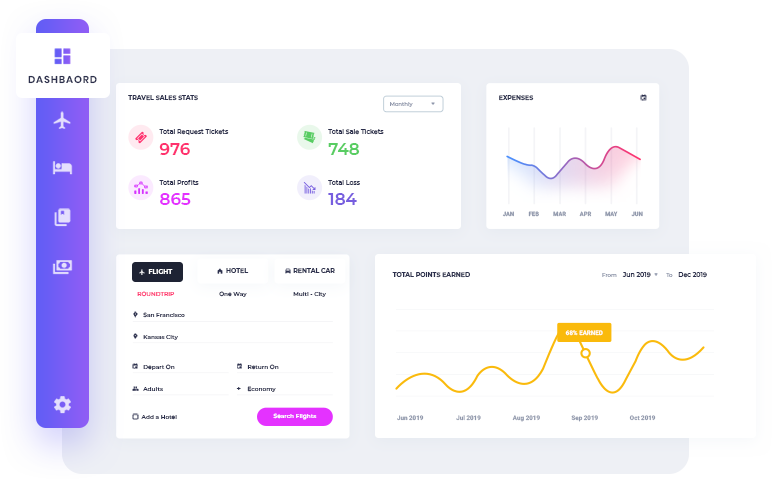 DASHBAORD
TRAVEL SALES STATS
Monthly
Total Request Tickets
976
Total Sale Tickets
748
Total Profits
865
Total Loss
184
EXPENSES
JAN FEB MAR APR MAY JUN
FLIGHT HOTEL RENTAL CAR
ROUNDTRIP One Way Multi - City
San Francisco
Kansas City
Depart On Return On
Adults Economy
Add a Hotel Search Flights
TOTAL POINTS EARNED
From Jun 2019 To Dec 2019
68% EARNED
Jun 2019 Jul 2019 Aug 2019 Sep 2019 Oct 2019